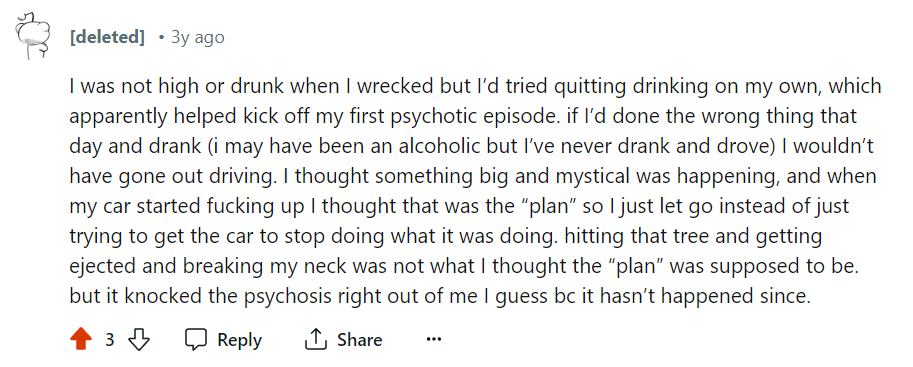 [deleted] • 3y ago
I was not high or drunk when I wrecked but I’d tried quitting drinking on my own, which
apparently helped kick off my first psychotic episode. if I’d done the wrong thing that
day and drank (i may have been an alcoholic but I’ve never drank and drove) I wouldn’t
have gone out driving. I thought something big and mystical was happening, and when
my car started fucking up I thought that was the “plan” so I just let go instead of just
trying to get the car to stop doing what it was doing. hitting that tree and getting
ejected and breaking my neck was not what I thought the “plan” was supposed to be.
but it knocked the psychosis right out of me I guess bc it hasn’t happened since.
3 Reply Share ...